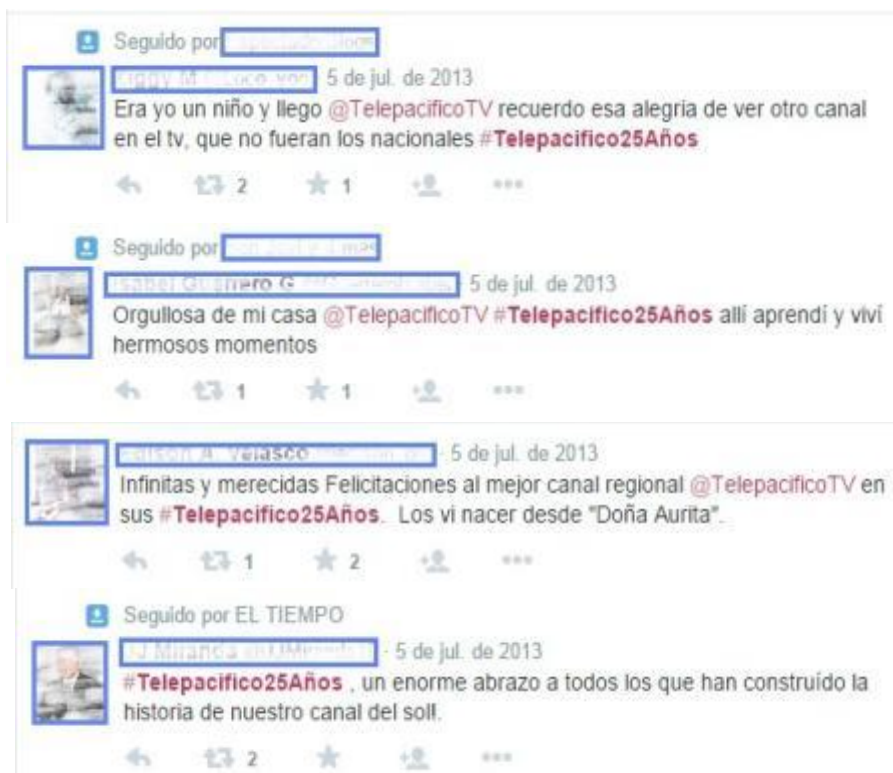 Seguido por
5 de jul. de 2013
Era yo un niño y llego @TelepacificoTV recuerdo esa alegria de ver otro canal
en el tv, que no fueran los nacionales #Telepacifico25Años
2 1
Seguido por
5 de jul. de 2013
Orgullosa de mi casa @TelepacificoTV #Telepacifico25Años allí aprendí y viví
hermosos momentos
1 1
5 de jul. de 2013
Infinitas y merecidas Felicitaciones al mejor canal regional @TelepacificoTV en
sus #Telepacifico25Años. Los vi nacer desde "Doña Aurita".
1 2
Seguido por EL TIEMPO
5 de jul. de 2013
#Telepacifico25Años , un enorme abrazo a todos los que han construído la
historia de nuestro canal del sol!.
2